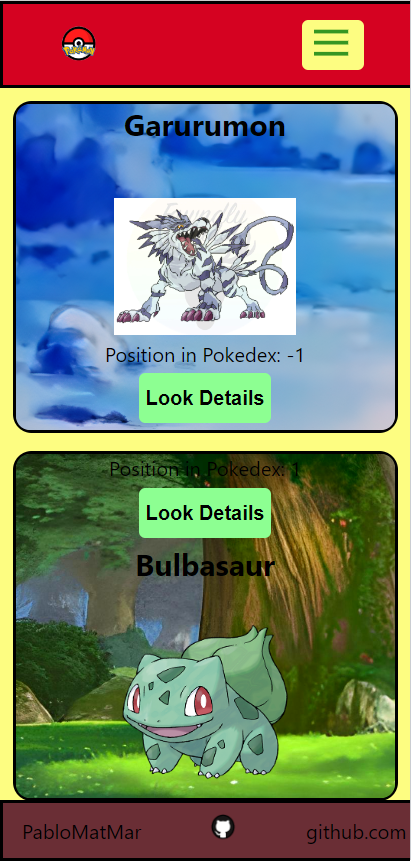 Garurumon
Position in Pokedex: -1
Look Details
Position in Pokedex: 1
Look Details
Bulbasaur
PabloMatMar
github.com